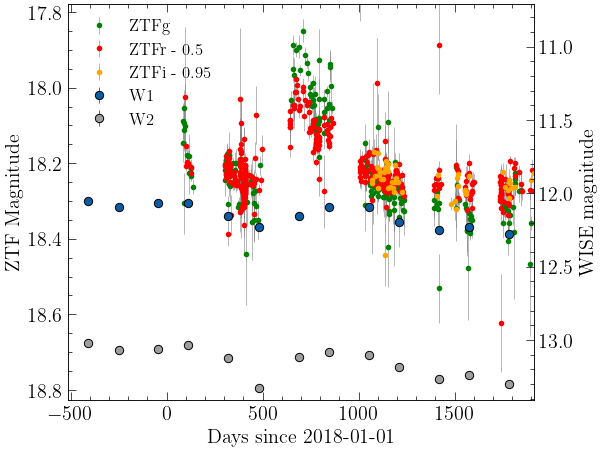 ZTFg
ZTFr - 0.5
ZTFi - 0.95
W1
W2
17.8
18.0
18.2
18.4
18.6
18.8
ZTF Magnitude
11.0
11.5
12.0
12.5
13.0
WISE magnitude
−500
0
500
1000
1500
Days since 2018-01-01